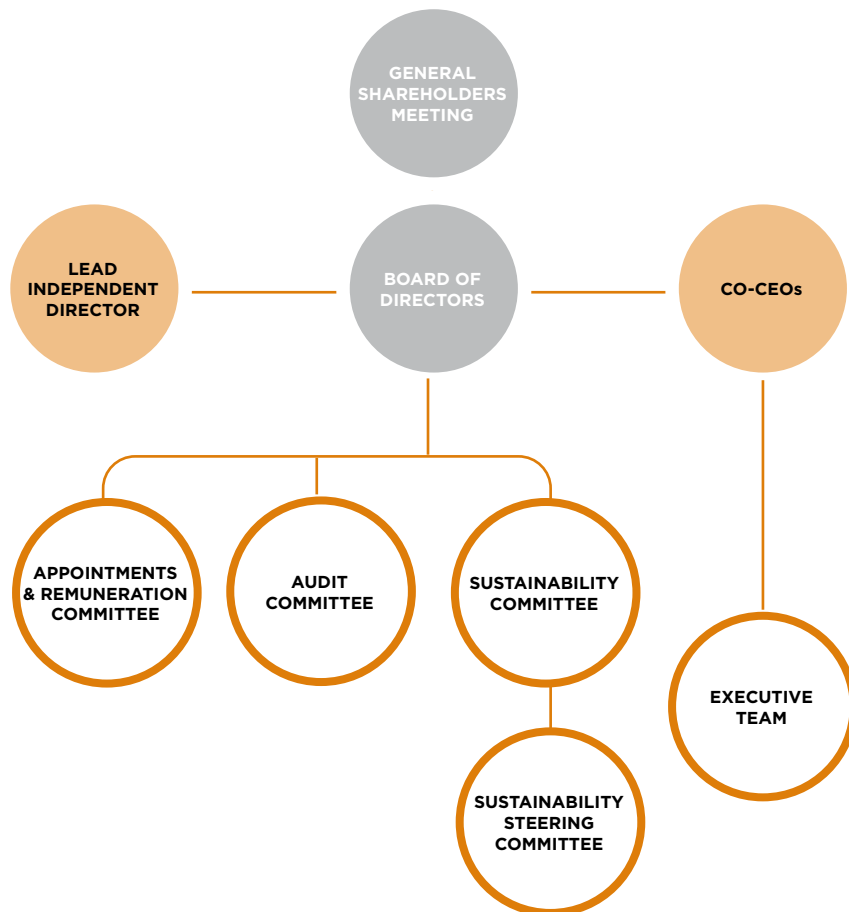 GENERAL
SHAREHOLDERS
MEETING
LEAD
INDEPENDENT
DIRECTOR
BOARD OF
DIRECTORS
CO-CEOs
APPOINTMENTS
& REMUNERATION
COMMITTEE
AUDIT
COMMITTEE
SUSTAINABILITY
COMMITTEE
EXECUTIVE
TEAM
SUSTAINABILITY
STEERING
COMMITTEE